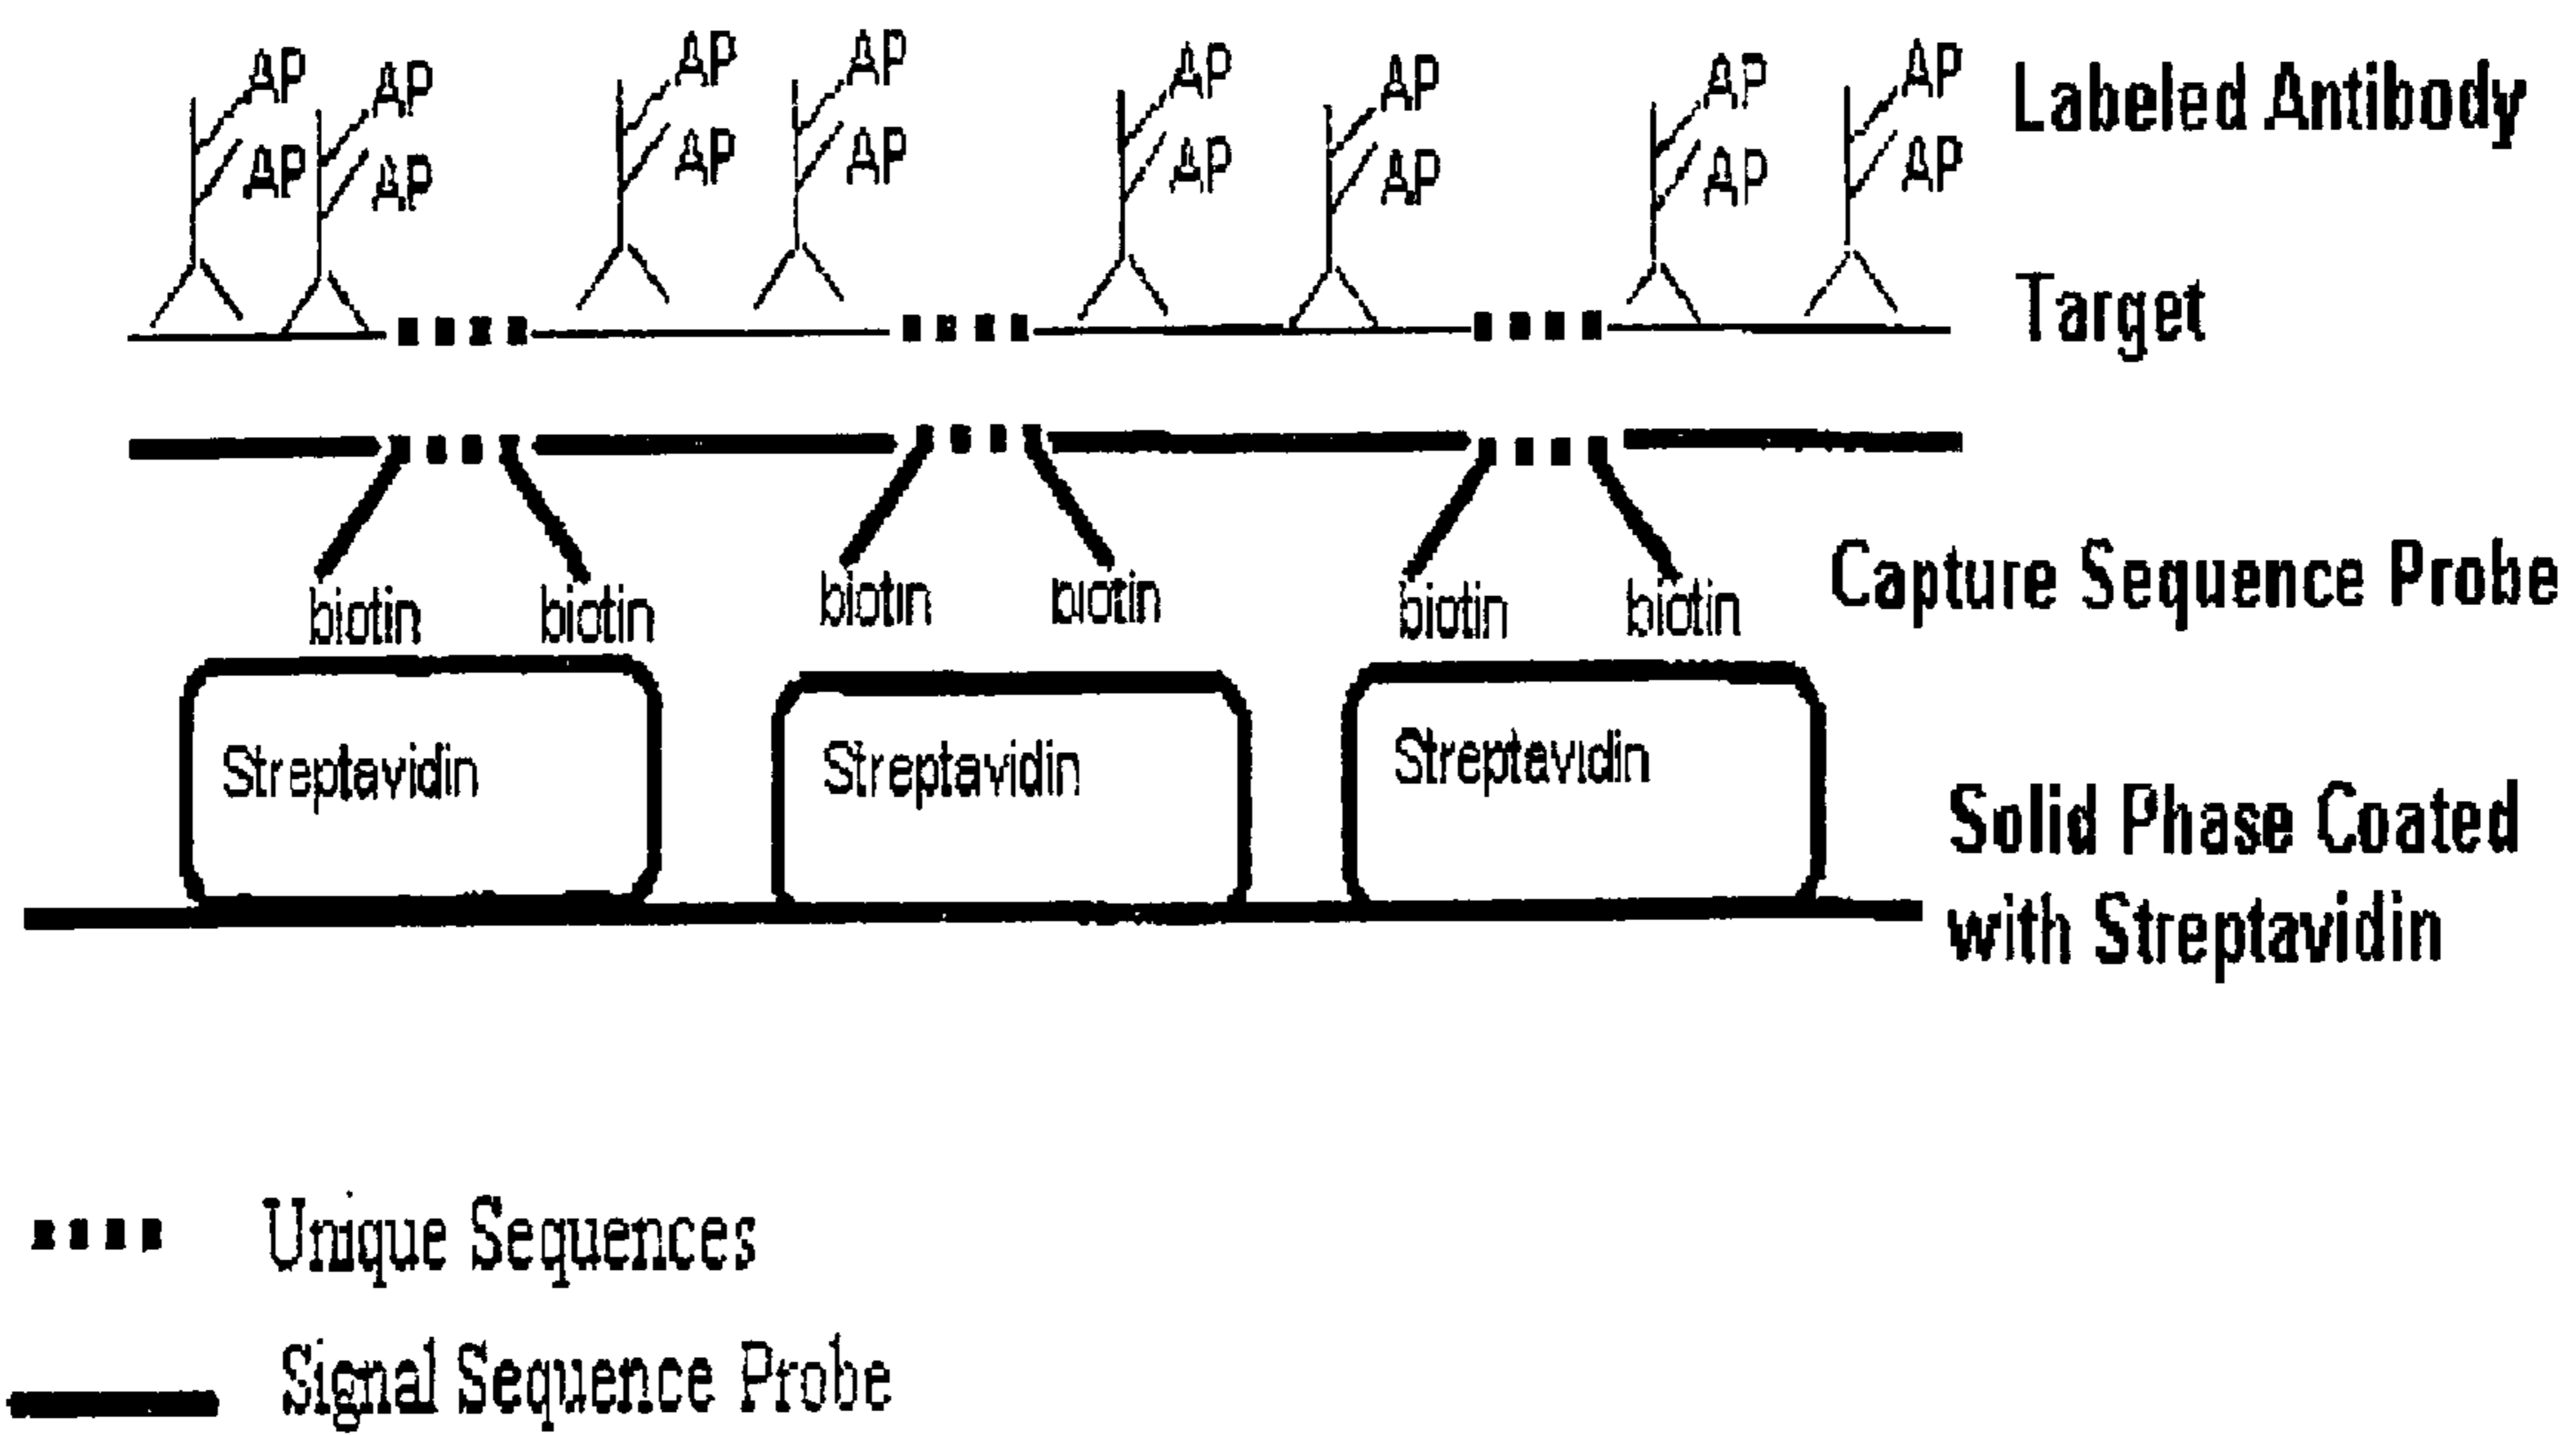 AP AP AP AP AP AP AP AP
AP AP AP AP AP AP AP AP
Labeled Antibody
Target
biotin biotin biotin biotin biotin biotin
Capture Sequence Probe
Streptavidin Streptavidin Streptavidin
Solid Phase Coated
with Streptavidin
Unique Sequences
Signal Sequence Probe